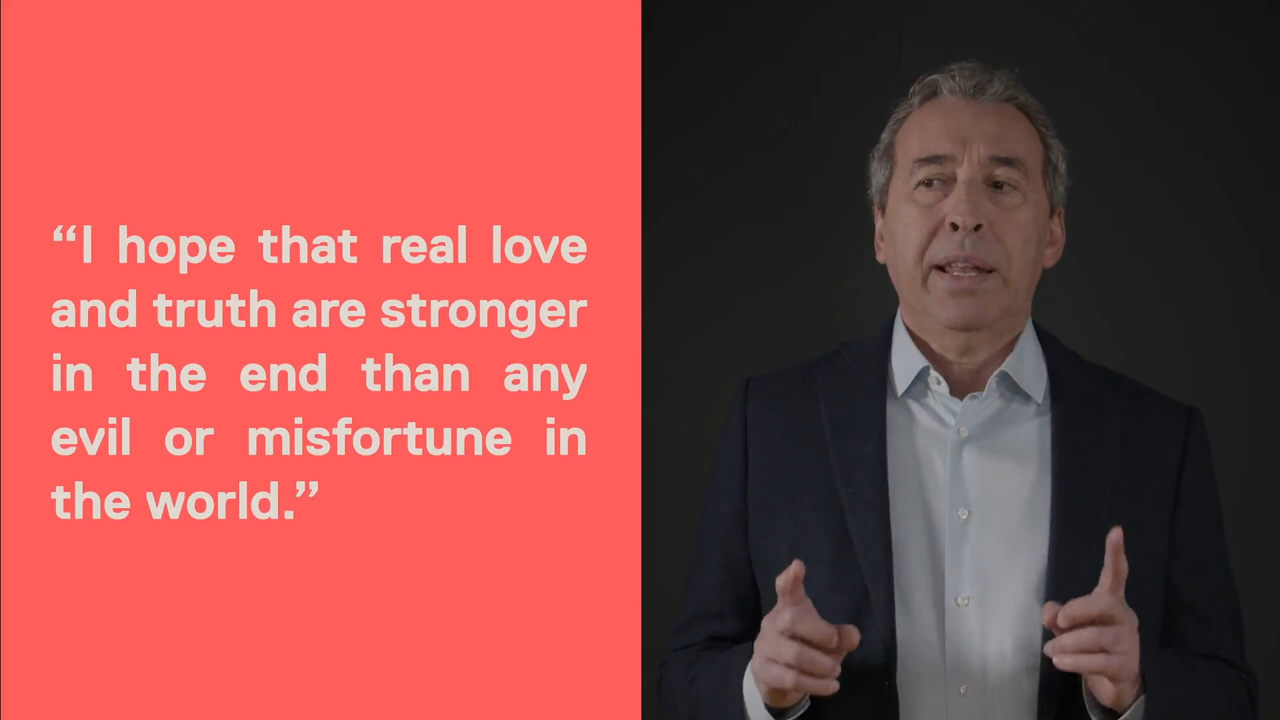 “I hope that real love
and truth are stronger
in the end than any
evil or misfortune in
the world.”